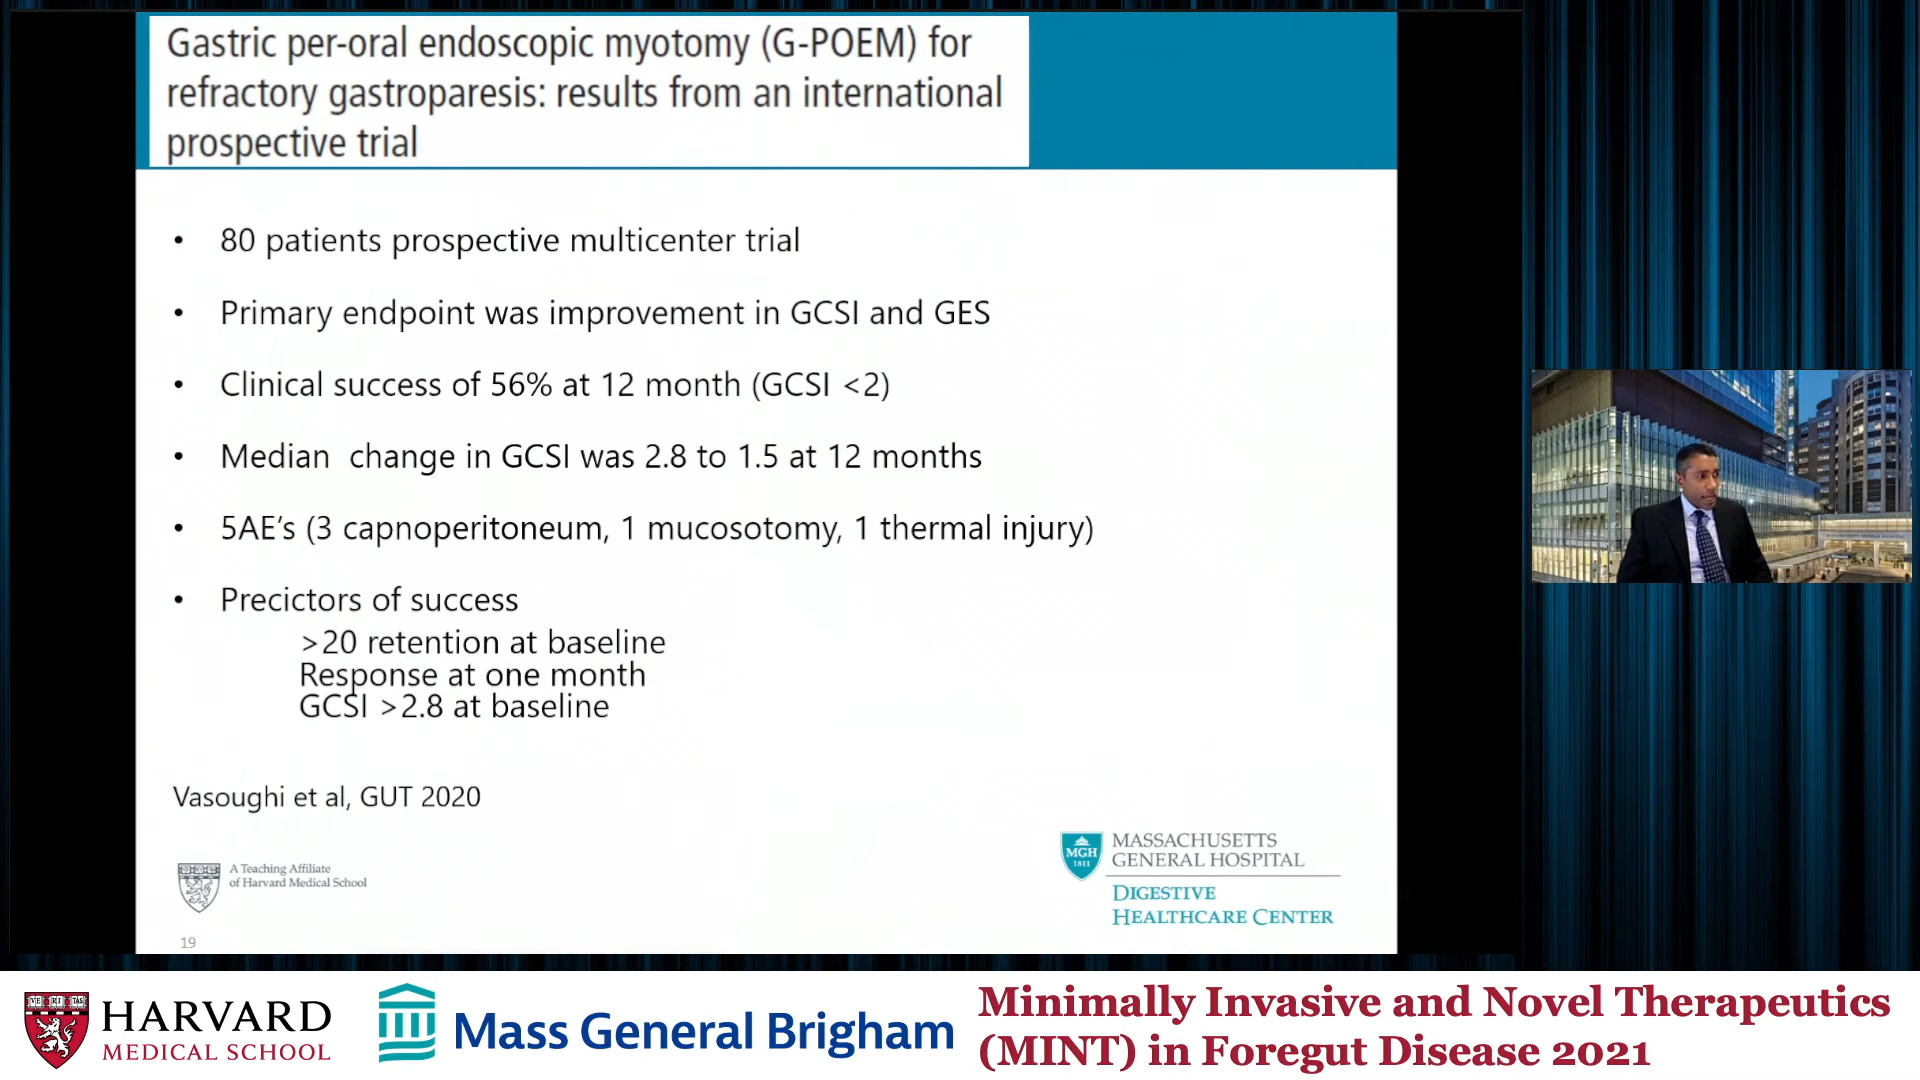 Gastric per-oral endoscopic myotomy (G-POEM) for
refractory gastroparesis: results from an international
prospective trial
• 80 patients prospective multicenter trial
• Primary endpoint was improvement in GCSI and GES
• Clinical success of 56% at 12 month (GCSI <2)
• Median  change in GCSI was 2.8 to 1.5 at 12 months
• 5AE's (3 capnoperitoneum, 1 mucosotomy, 1 thermal injury)
• Precictors of success
>20 retention at baseline
Response at one month
GCSI >2.8 at baseline
Vasoughi et al, GUT 2020
A Teaching Affiliate
of Harvard Medical School
MGH
1811
MASSACHUSETTS
GENERAL HOSPITAL
DIGESTIVE
HEALTHCARE CENTER
19
VE RI TAS
HARVARD
MEDICAL SCHOOL
Mass General Brigham
Minimally Invasive and Novel Therapeutics
(MINT) in Foregut Disease 2021